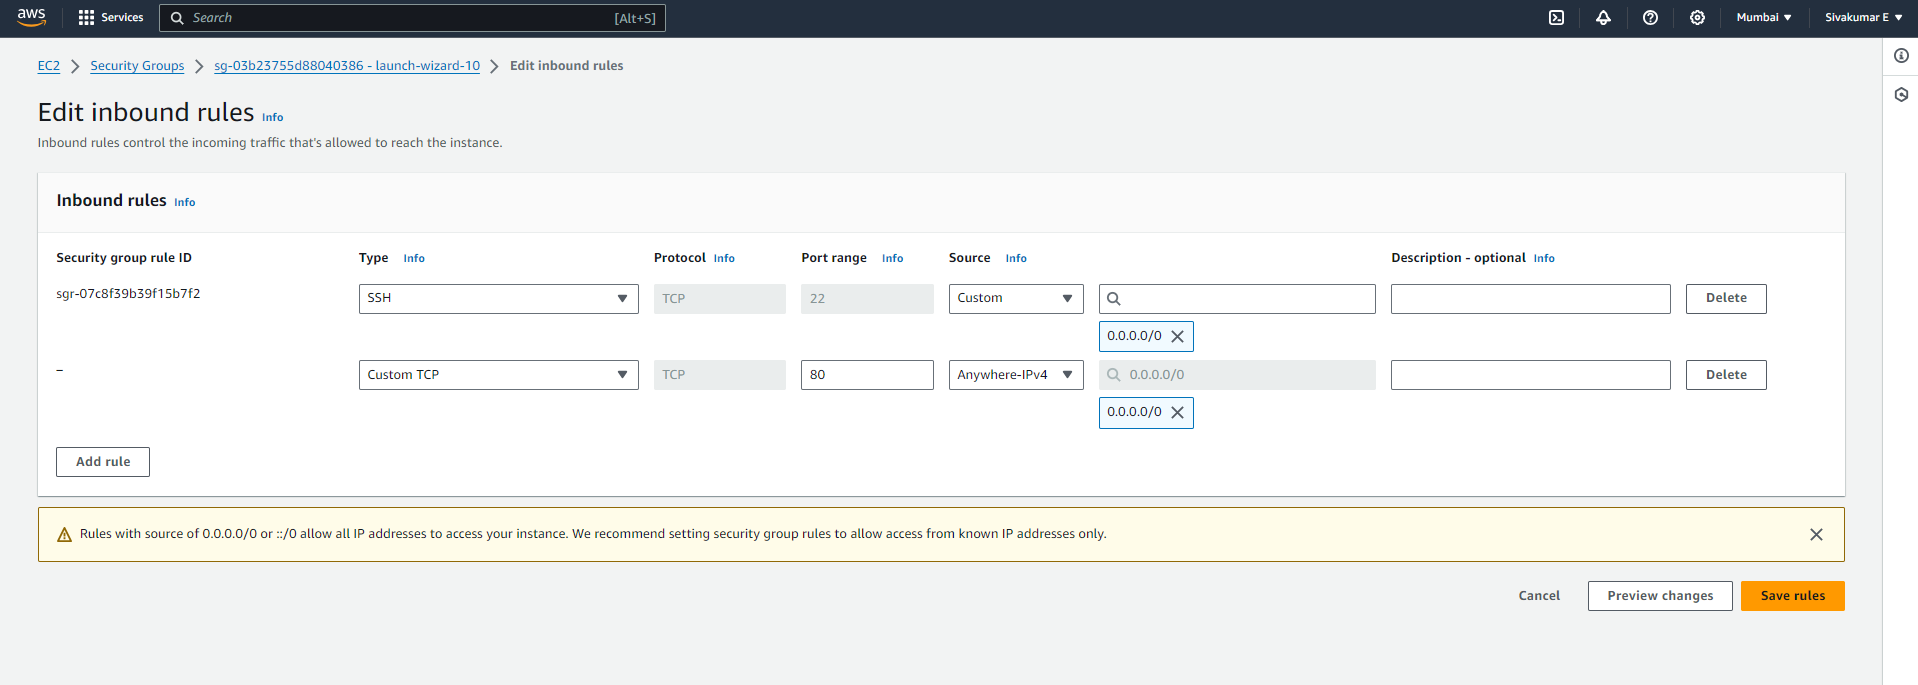 aws Services Search [Alt+S] Mumbai Sivakumar E
EC2 Security Groups sg-03b23755d88040386 - launch-wizard-10 Edit inbound rules
Edit inbound rules Info
Inbound rules control the incoming traffic that's allowed to reach the instance.
Inbound rules Info
Security group rule ID Type Info Protocol Info Port range Info Source Info Description - optional Info
sgr-07c8f39b39f15b7f2 SSH TCP 22 Custom Delete
0.0.0.0/0
– Custom TCP TCP 80 Anywhere-IPv4 0.0.0.0/0 Delete
0.0.0.0/0
Add rule
Rules with source of 0.0.0.0/0 or ::/0 allow all IP addresses to access your instance. We recommend setting security group rules to allow access from known IP addresses only.
Cancel Preview changes Save rules